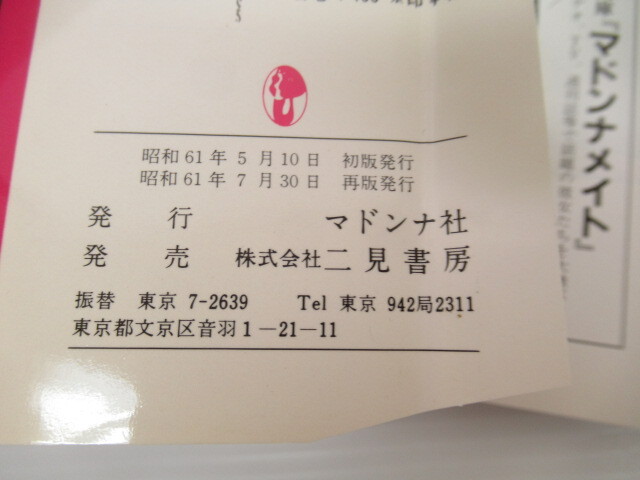 昭和61年 5月10日 初版発行
昭和61年 7月30日 再版発行
発行 マドンナ社
発売 株式会社二見書房
振替 東京 7-2639 Tel 東京 942局2311
東京都文京区音羽1－21－11
「マドンナメイト」